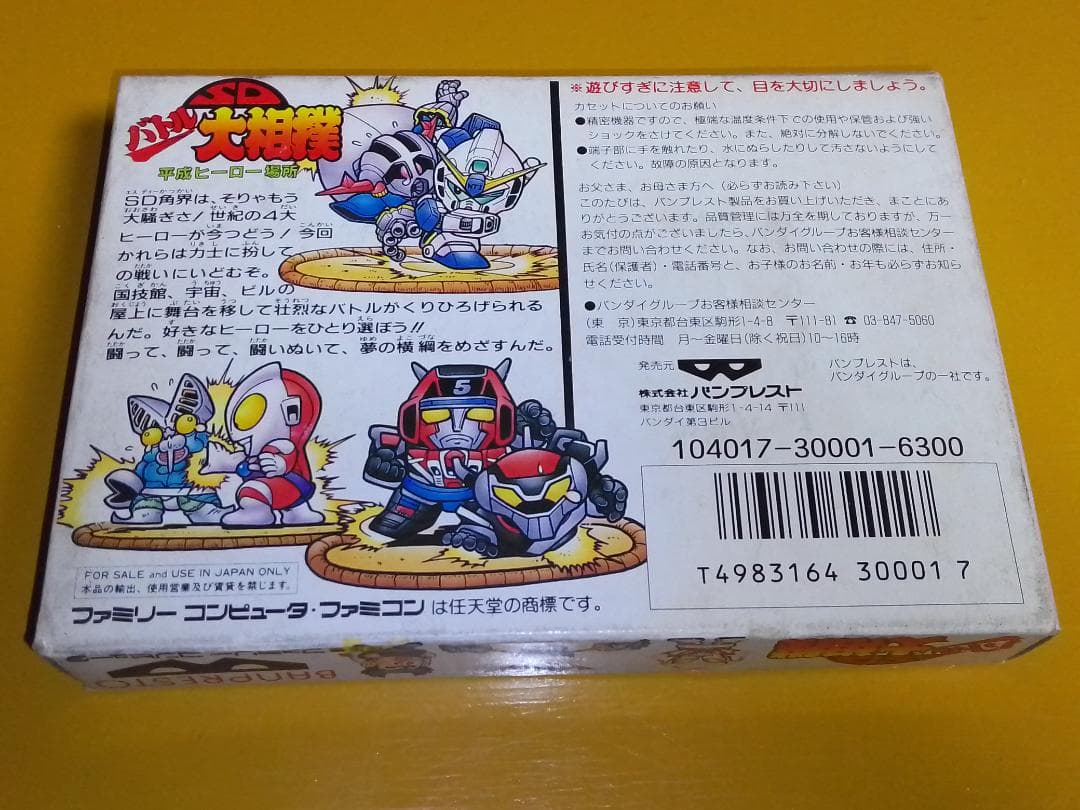 SD
バトル
大相撲
平成ヒーロー場所
SD角界は、そりゃもう
大騒ぎさ! 世紀の4大
ヒーローが今つどう! 今回
かれらは力士に扮して
の戦いにいどむぞ。
国技館、宇宙、ビルの
屋上に舞台を移して壮烈なバトルがくりひろげられる
んだ。好きなヒーローをひとり選ぼう!!
闘って、闘って、闘いぬいて、夢の横綱をめざすんだ。
5
FOR SALE and USE IN JAPAN ONLY
本品の輸出、使用営業及び賃貸を禁じます。
ファミリー コンピュータ・ファミコン は任天堂の商標です。
※遊びすぎに注意して、目を大切にしましょう。
カセットについてのお願い
●精密機器ですので、極端な温度条件下での使用や保管および強い
ショックをさけてください。また、絶対に分解しないでください。
●端子部に手を触れたり、水にぬらしたりして汚さないようにして
ください。故障の原因となります。
お父さま、お母さま方へ(必らずお読み下さい)
このたびは、バンプレスト製品をお買い上げいただき、まことにあ
りがとうございます。品質管理には万全を期しておりますが、万一
お気付の点がございましたら、バンダイグループお客様相談センター
までお問い合わせください。なお、お問い合わせの際には、住所・
氏名(保護者)・電話番号と、お子様のお名前・お年も必らずお知ら
せください。
●バンダイグループお客様相談センター
(東 京)東京都台東区駒形1-4-8 〒111-81 ☎ 03-847-5060
電話受付時間 月〜金曜日(除く祝日)10〜16時
発売元
株式会社バンプレスト
東京都台東区駒形1-4-14 〒111
バンダイ第3ビル
バンプレストは、
バンダイグループの一社です。
104017-30001-6300
T4983164 300017
BANPRESTO